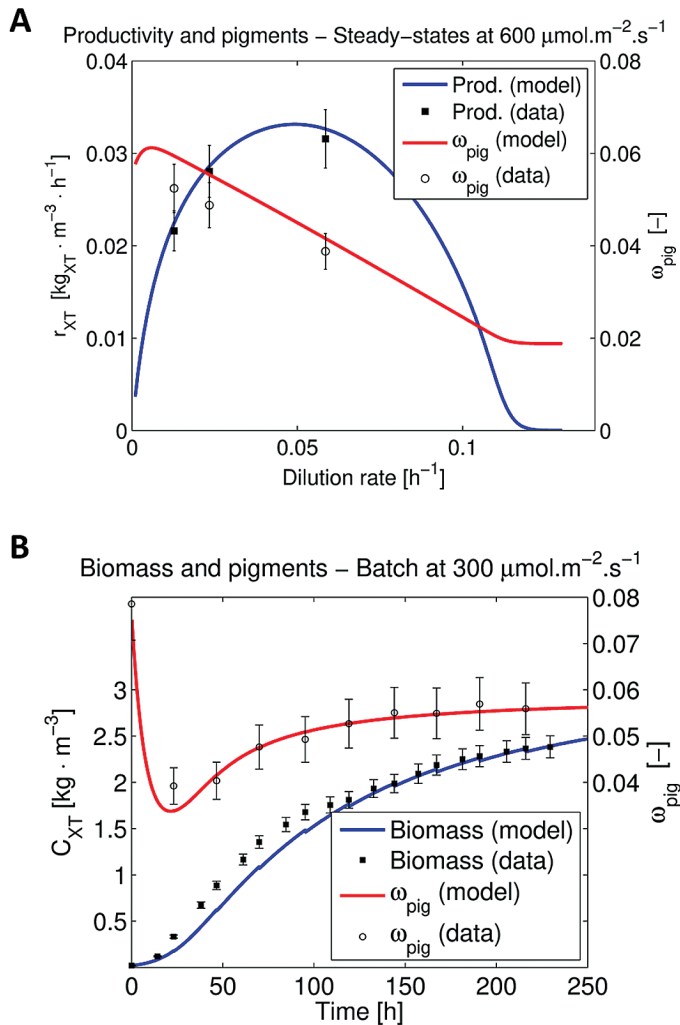 A
Productivity and pigments − Steady−states at 600 μmol.m⁻².s⁻¹
0.04
0.03
0.02
0.01
0
r_XT [kg_XT · m⁻³ · h⁻¹]
0.08
0.06
0.04
0.02
0
ω_pig [-]
Prod. (model)
Prod. (data)
ω_pig (model)
ω_pig (data)
0
0.05
0.1
Dilution rate [h⁻¹]
B
Biomass and pigments − Batch at 300 μmol.m⁻².s⁻¹
3
2.5
2
1.5
1
0.5
C_XT [kg · m⁻³]
0.08
0.07
0.06
0.05
0.04
ω_pig [-]
Biomass (model)
Biomass (data)
ω_pig (model)
ω_pig (data)
0
50
100
150
200
250
Time [h]